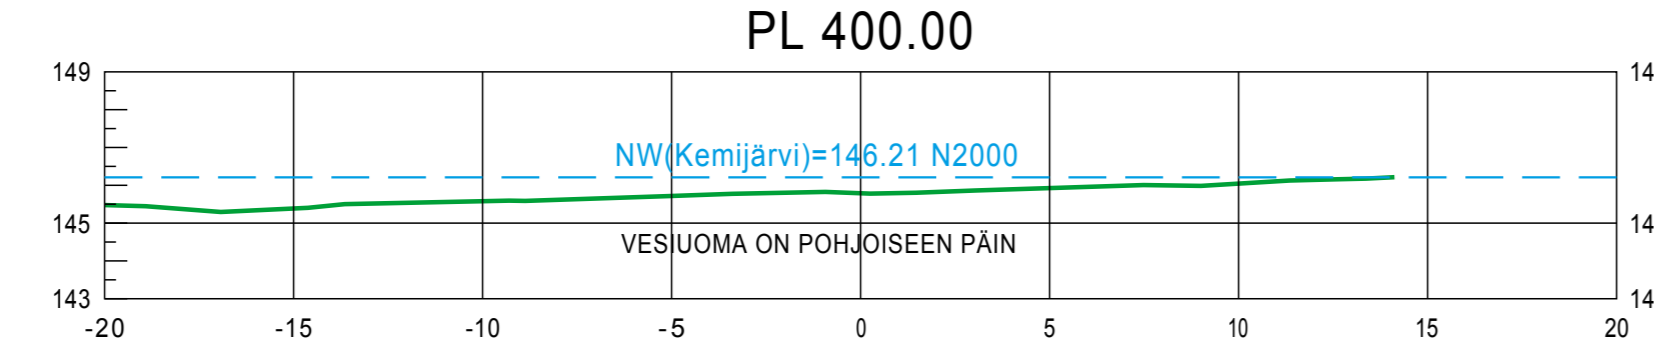 PL 400.00
149
14
NW(Kemijärvi)=146.21 N2000
145
14
VESIUOMA ON POHJOISEEN PÄIN
143
14
-20 -15 -10 -5 0 5 10 15 20